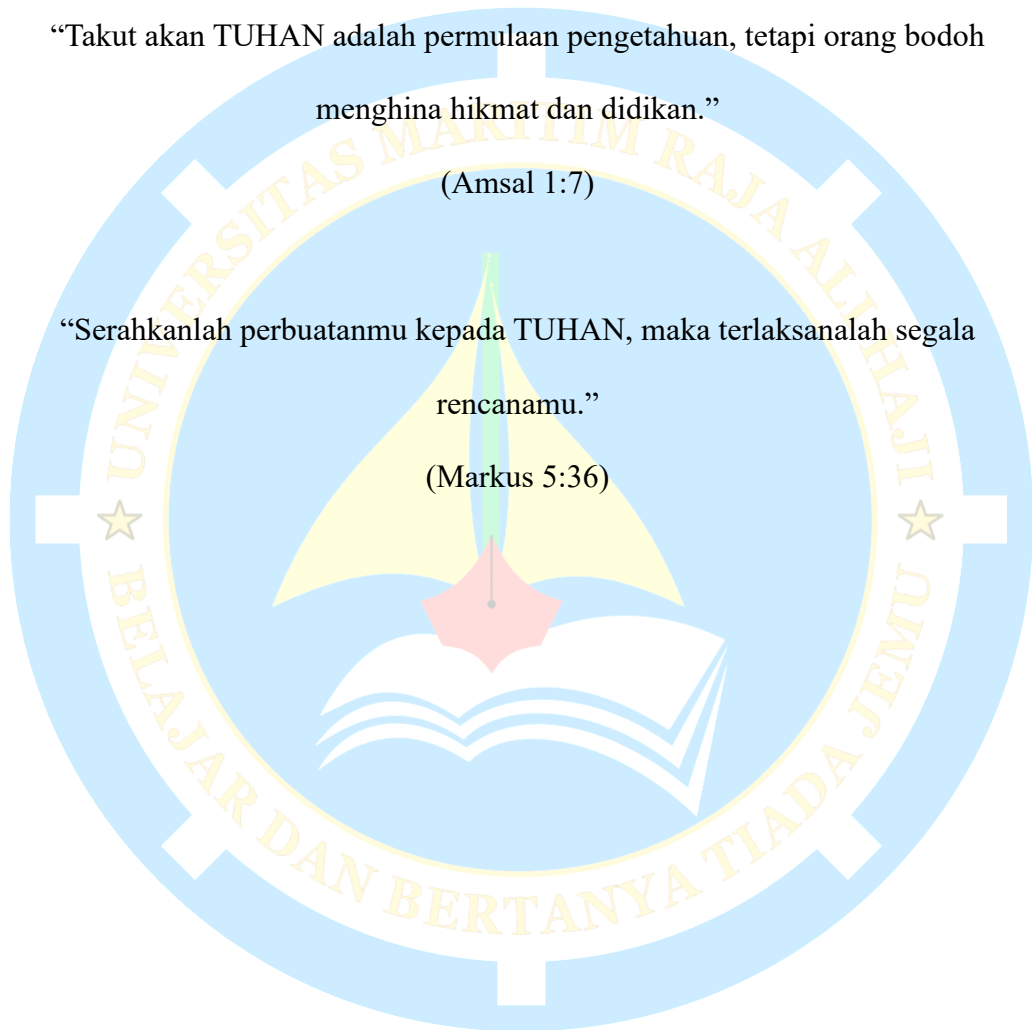 “Takut akan TUHAN adalah permulaan pengetahuan, tetapi orang bodoh
menghina hikmat dan didikan.”
(Amsal 1:7)
“Serahkanlah perbuatanmu kepada TUHAN, maka terlaksanalah segala
rencanamu.”
(Markus 5:36)
UNIVERSITAS MARITIM RAJA ALI HAJI
BELAJAR DAN BERTANYA TIADA JEMU